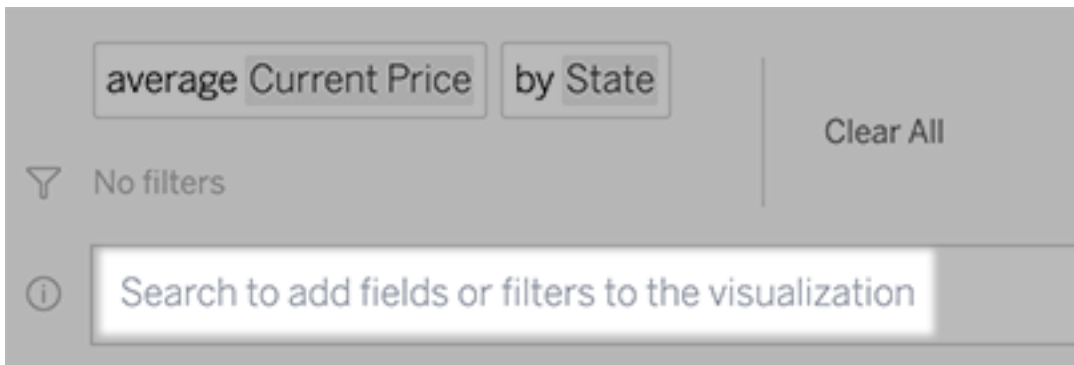 average Current Price by State
Clear All
No filters
Search to add fields or filters to the visualization